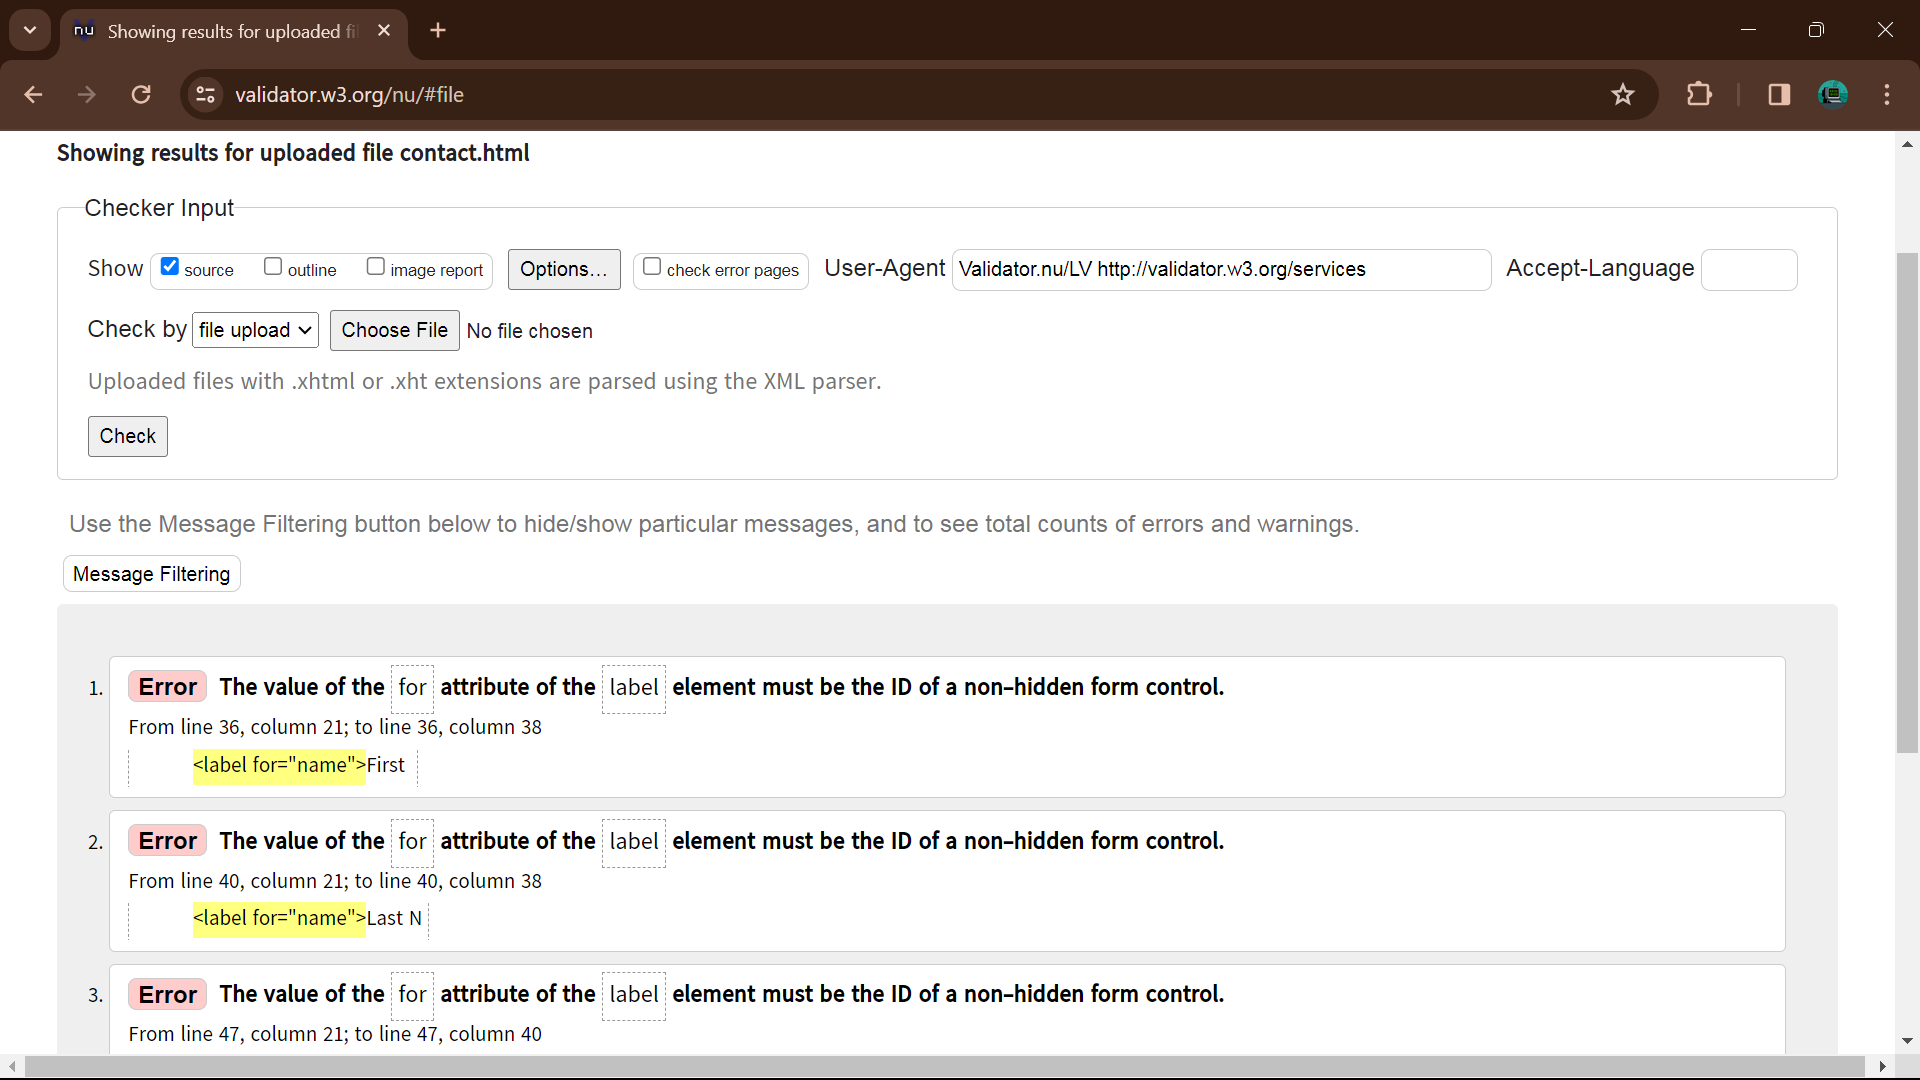 nu Showing results for uploaded fi
validator.w3.org/nu/#file
Showing results for uploaded file contact.html
Checker Input
Show source outline image report Options... check error pages User-Agent Validator.nu/LV http://validator.w3.org/services Accept-Language
Check by file upload Choose File No file chosen
Uploaded files with .xhtml or .xht extensions are parsed using the XML parser.
Check
Use the Message Filtering button below to hide/show particular messages, and to see total counts of errors and warnings.
Message Filtering
1. Error The value of the for attribute of the label element must be the ID of a non-hidden form control.
From line 36, column 21; to line 36, column 38
<label for="name">First
2. Error The value of the for attribute of the label element must be the ID of a non-hidden form control.
From line 40, column 21; to line 40, column 38
<label for="name">Last N
3. Error The value of the for attribute of the label element must be the ID of a non-hidden form control.
From line 47, column 21; to line 47, column 40